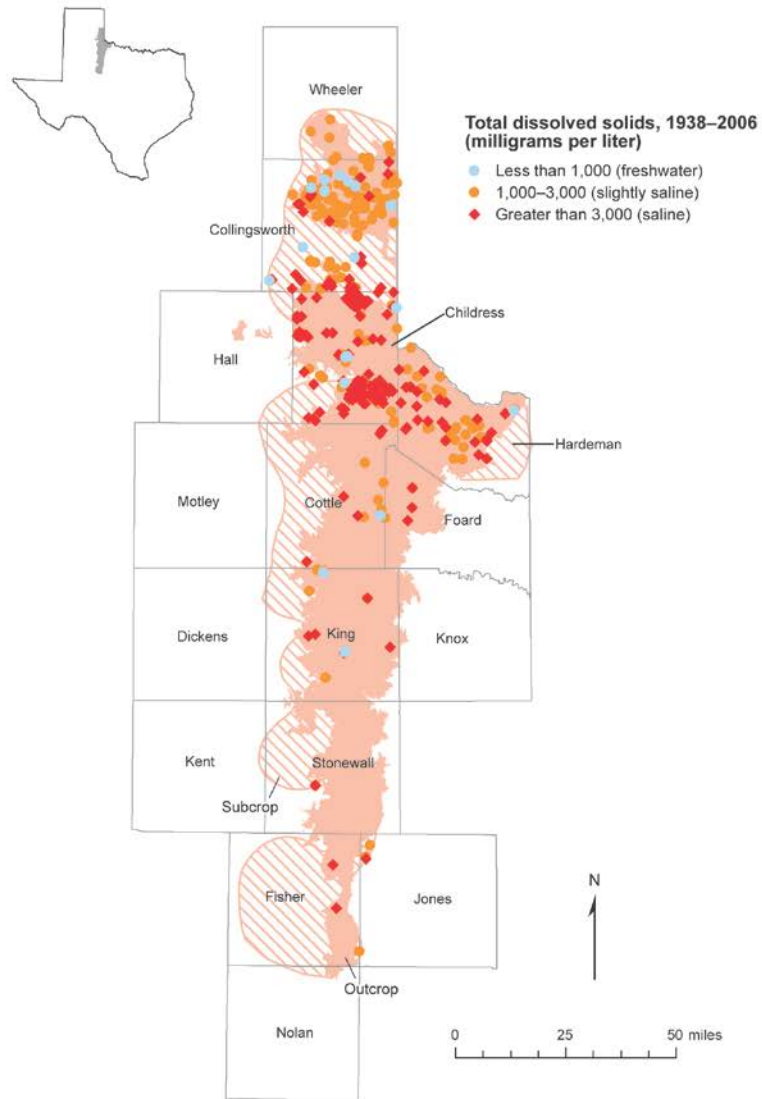 Wheeler
Total dissolved solids, 1938–2006
(milligrams per liter)
Less than 1,000 (freshwater)
1,000–3,000 (slightly saline)
Greater than 3,000 (saline)
Collingsworth
Childress
Hall
Hardeman
Motley
Cottle
Foard
Dickens
King
Knox
Kent
Stonewall
Subcrop
Fisher
Jones
N
Outcrop
Nolan
0 25 50 miles